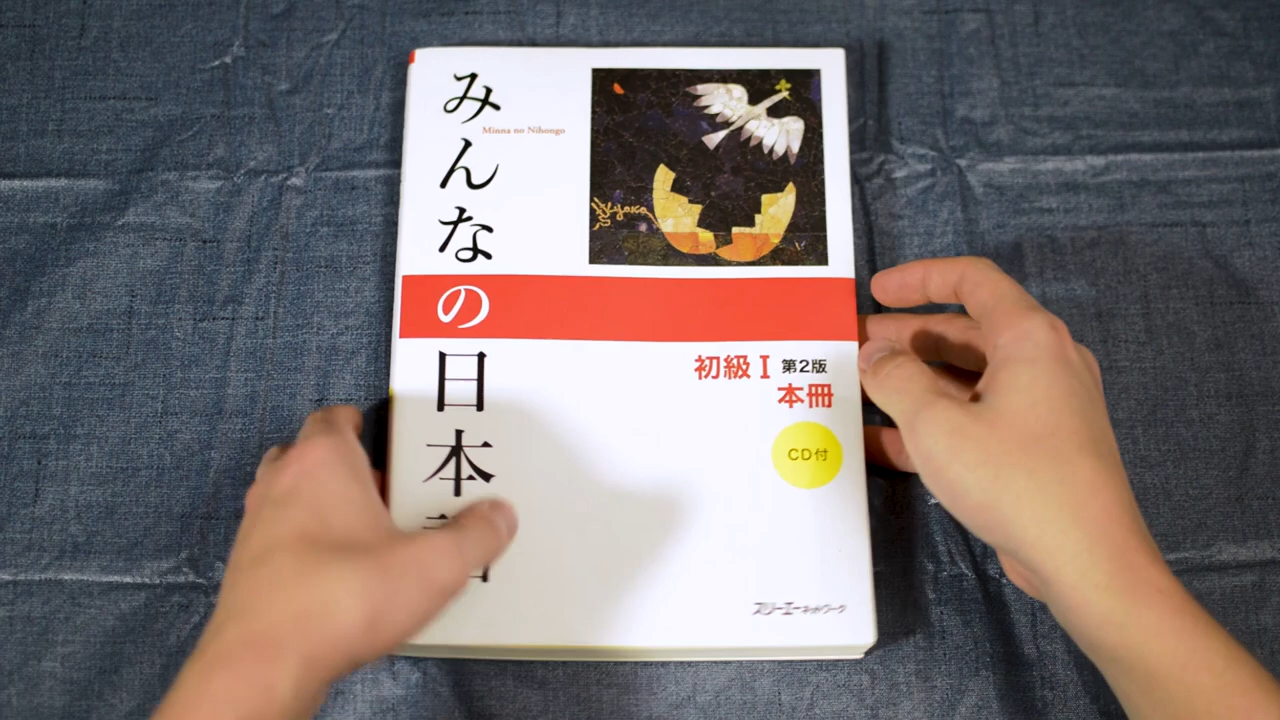 みんなの日本
Minna no Nihongo
Kyoko
初級 I 第2版
本冊
CD付
スリーエーネットワーク